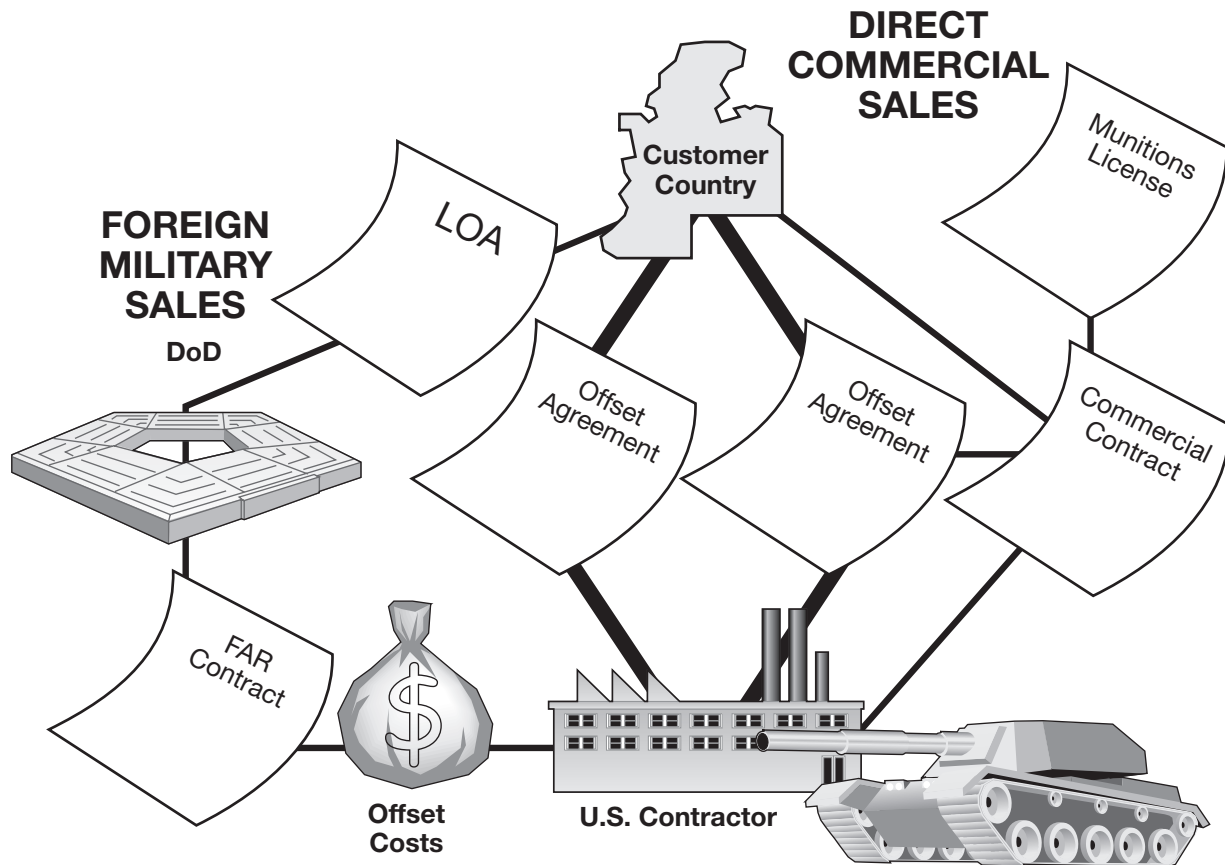 DIRECT
COMMERCIAL
SALES
Munitions
License
Customer
Country
LOA
FOREIGN
MILITARY
SALES
DoD
Offset
Agreement
Offset
Agreement
Commercial
Contract
FAR
Contract
$
Offset
Costs
U.S. Contractor